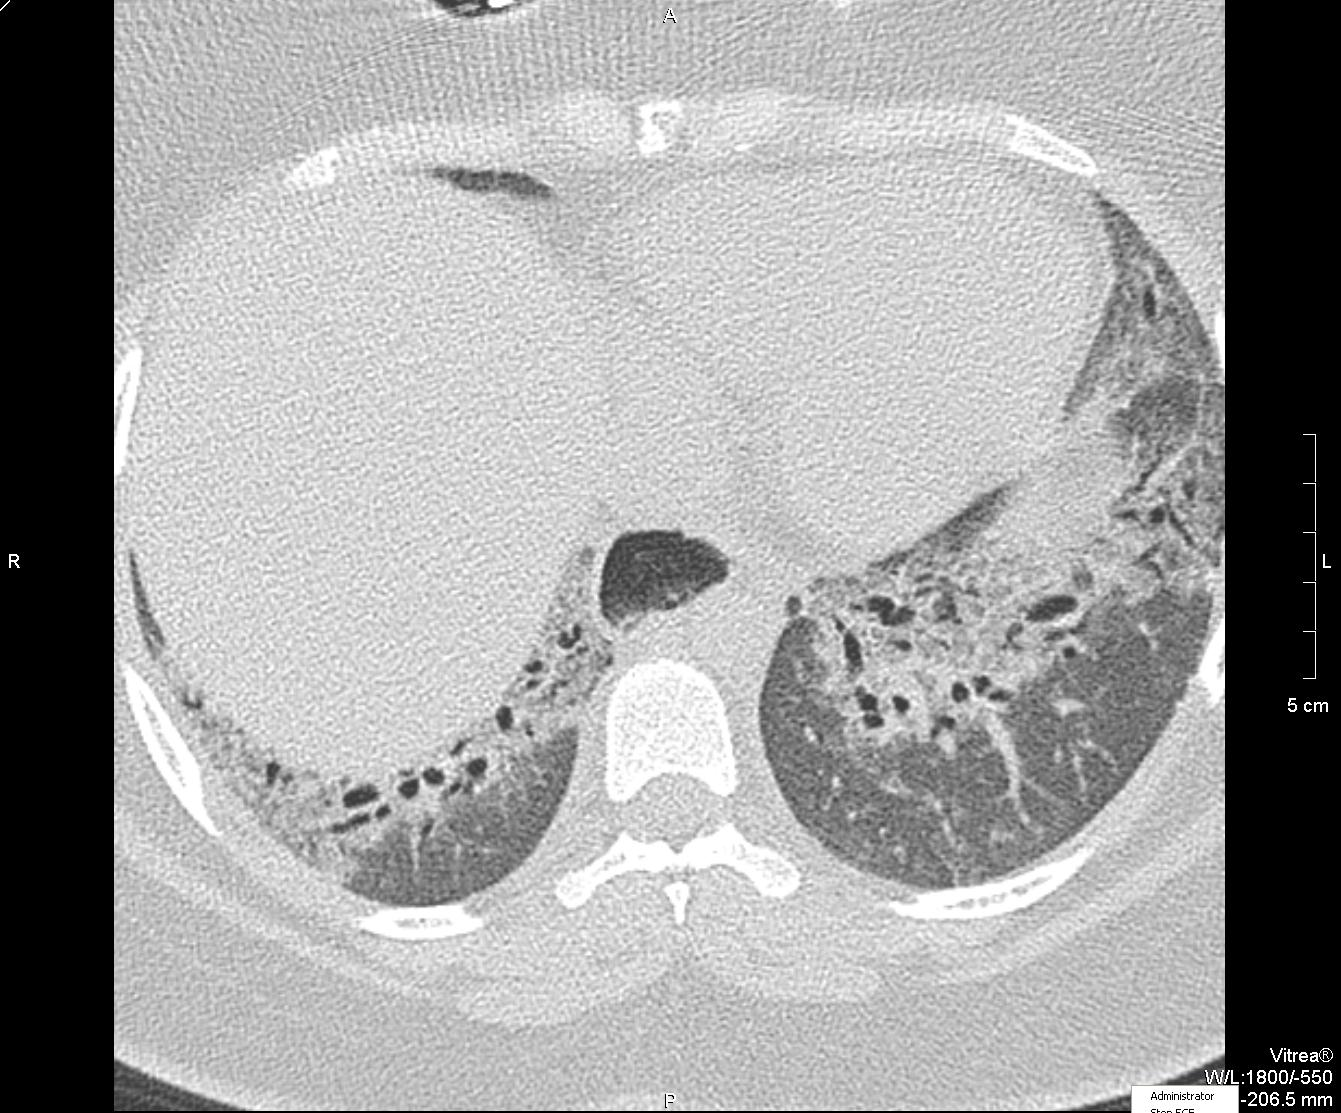 A
R
L
5 cm
Vitrea®
W/L:1800/-550
-206.5 mm
Administrator
P